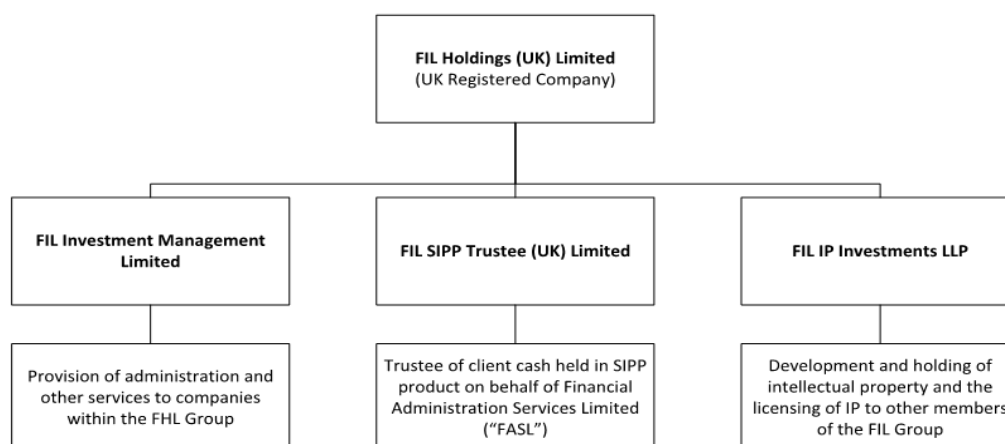 FIL Holdings (UK) Limited
(UK Registered Company)
FIL Investment Management
Limited
FIL SIPP Trustee (UK) Limited
FIL IP Investments LLP
Provision of administration and
other services to companies
within the FHL Group
Trustee of client cash held in SIPP
product on behalf of Financial
Administration Services Limited
(“FASL”)
Development and holding of
intellectual property and the
licensing of IP to other members
of the FIL Group